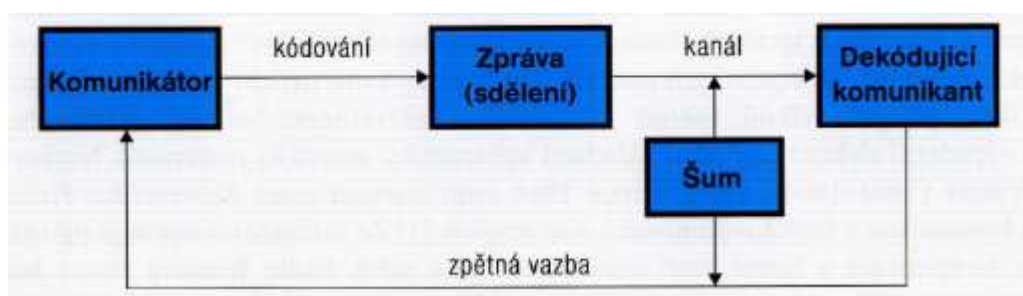 Komunikátor
kódování
Zpráva
(sdělení)
kanál
Dekódující
komunikant
Šum
zpětná vazba